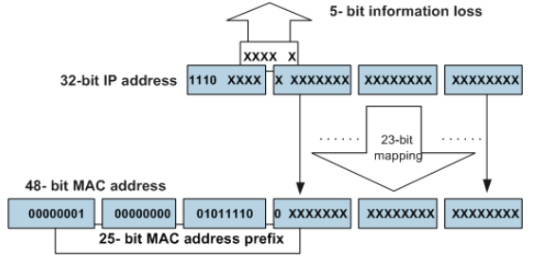 5- bit information loss
XXXX X
32-bit IP address
1110 XXXX X XXXXXXX XXXXXXXX XXXXXXXX
23-bit
mapping
48- bit MAC address
00000001 00000000 01011110 0 XXXXXXX XXXXXXXX XXXXXXXX
25- bit MAC address prefix